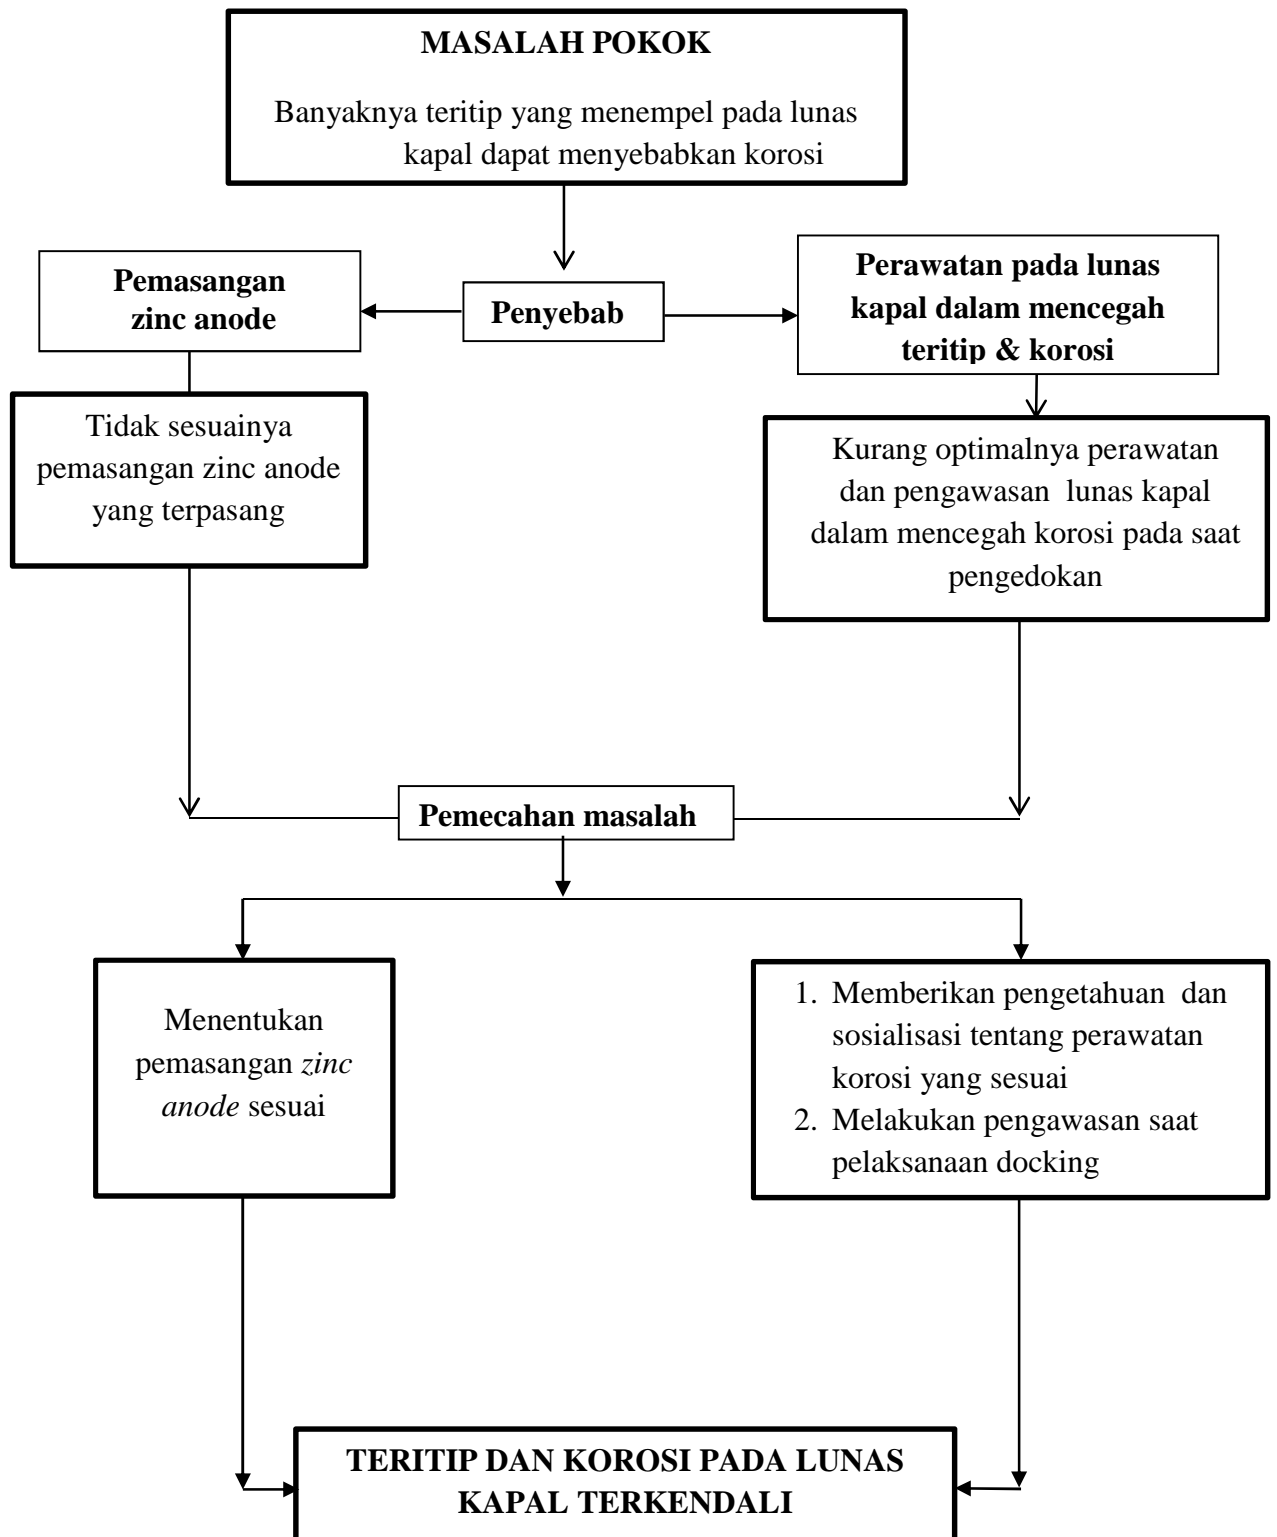 MASALAH POKOK
Banyaknya teritip yang menempel pada lunas
kapal dapat menyebabkan korosi
Pemasangan
zinc anode
Penyebab
Perawatan pada lunas
kapal dalam mencegah
teritip & korosi
Tidak sesuainya
pemasangan zinc anode
yang terpasang
Kurang optimalnya perawatan
dan pengawasan lunas kapal
dalam mencegah korosi pada saat
pengedokan
Pemecahan masalah
Menentukan
pemasangan zinc
anode sesuai
1. Memberikan pengetahuan dan
sosialisasi tentang perawatan
korosi yang sesuai
2. Melakukan pengawasan saat
pelaksanaan docking
TERITIP DAN KOROSI PADA LUNAS
KAPAL TERKENDALI